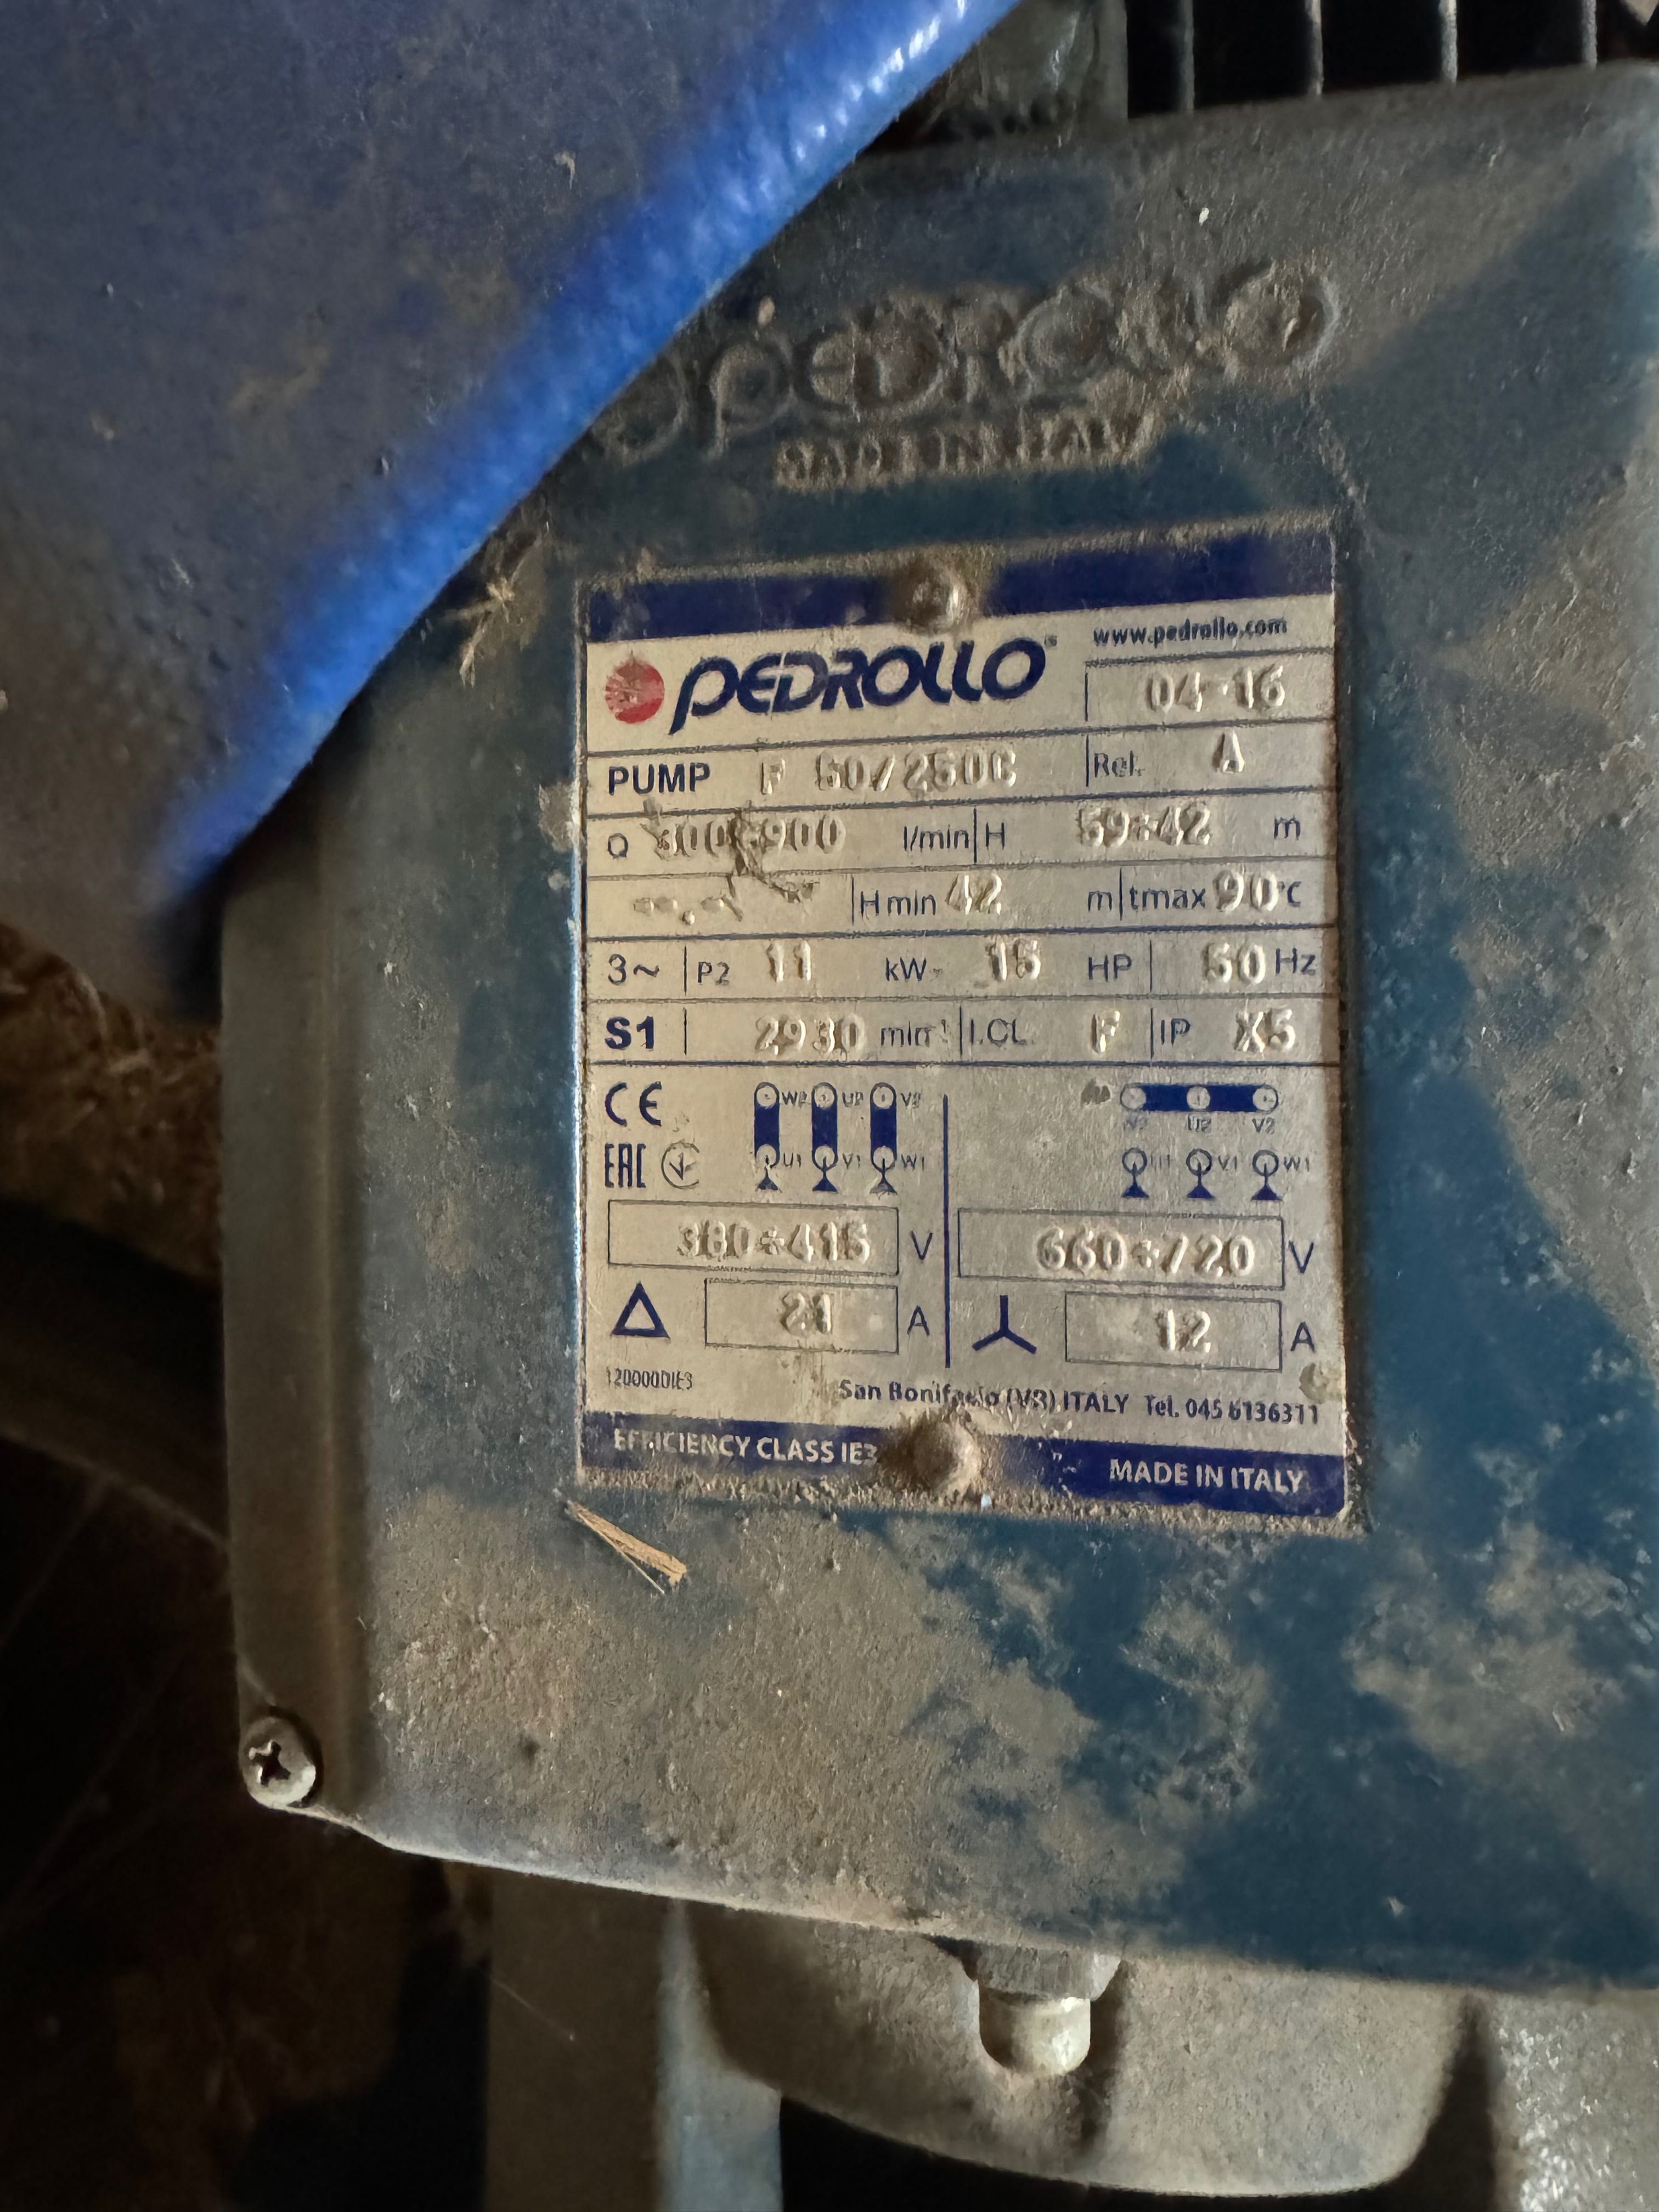 PEDROLLO
MADE IN ITALY
PEDROLLO® www.pedrollo.com
04-16
PUMP F 50/250C Rel. A
Q 300÷900 l/min H 59÷42 m
H min 42 m tmax 90°C
3~ P2 11 kW 15 HP 50 Hz
S1 2930 min-1 I.CL. F IP X5
CE W2 U2 V2 W2 U2 V2
EAC U1 V1 W1 U1 V1 W1
380÷415 V 660÷720 V
Δ 21 A 12 A
120000DIE3
San Bonifacio (VR) ITALY Tel. 045 6136311
EFFICIENCY CLASS IE3 MADE IN ITALY